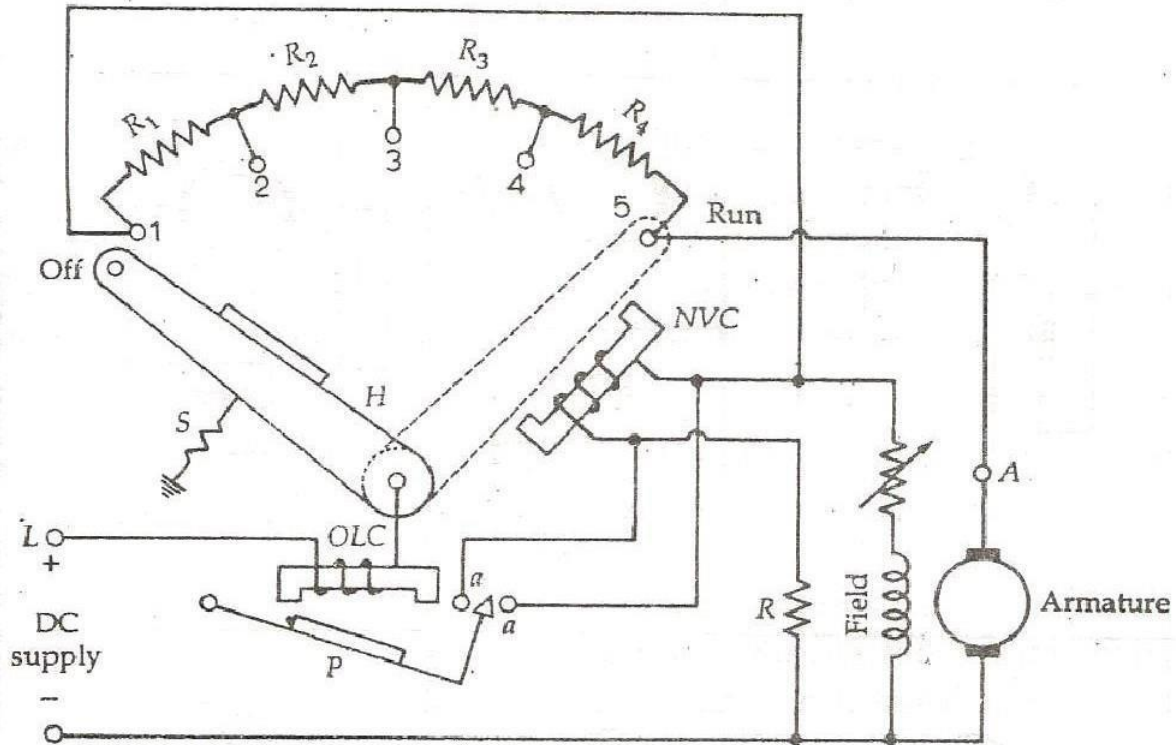 R₂
R₃
R₁
R₄
2
3
4
5
Run
1
Off
NVC
H
S
A
L
+
OLC
a
a
DC
supply
P
R
Field
Armature
−